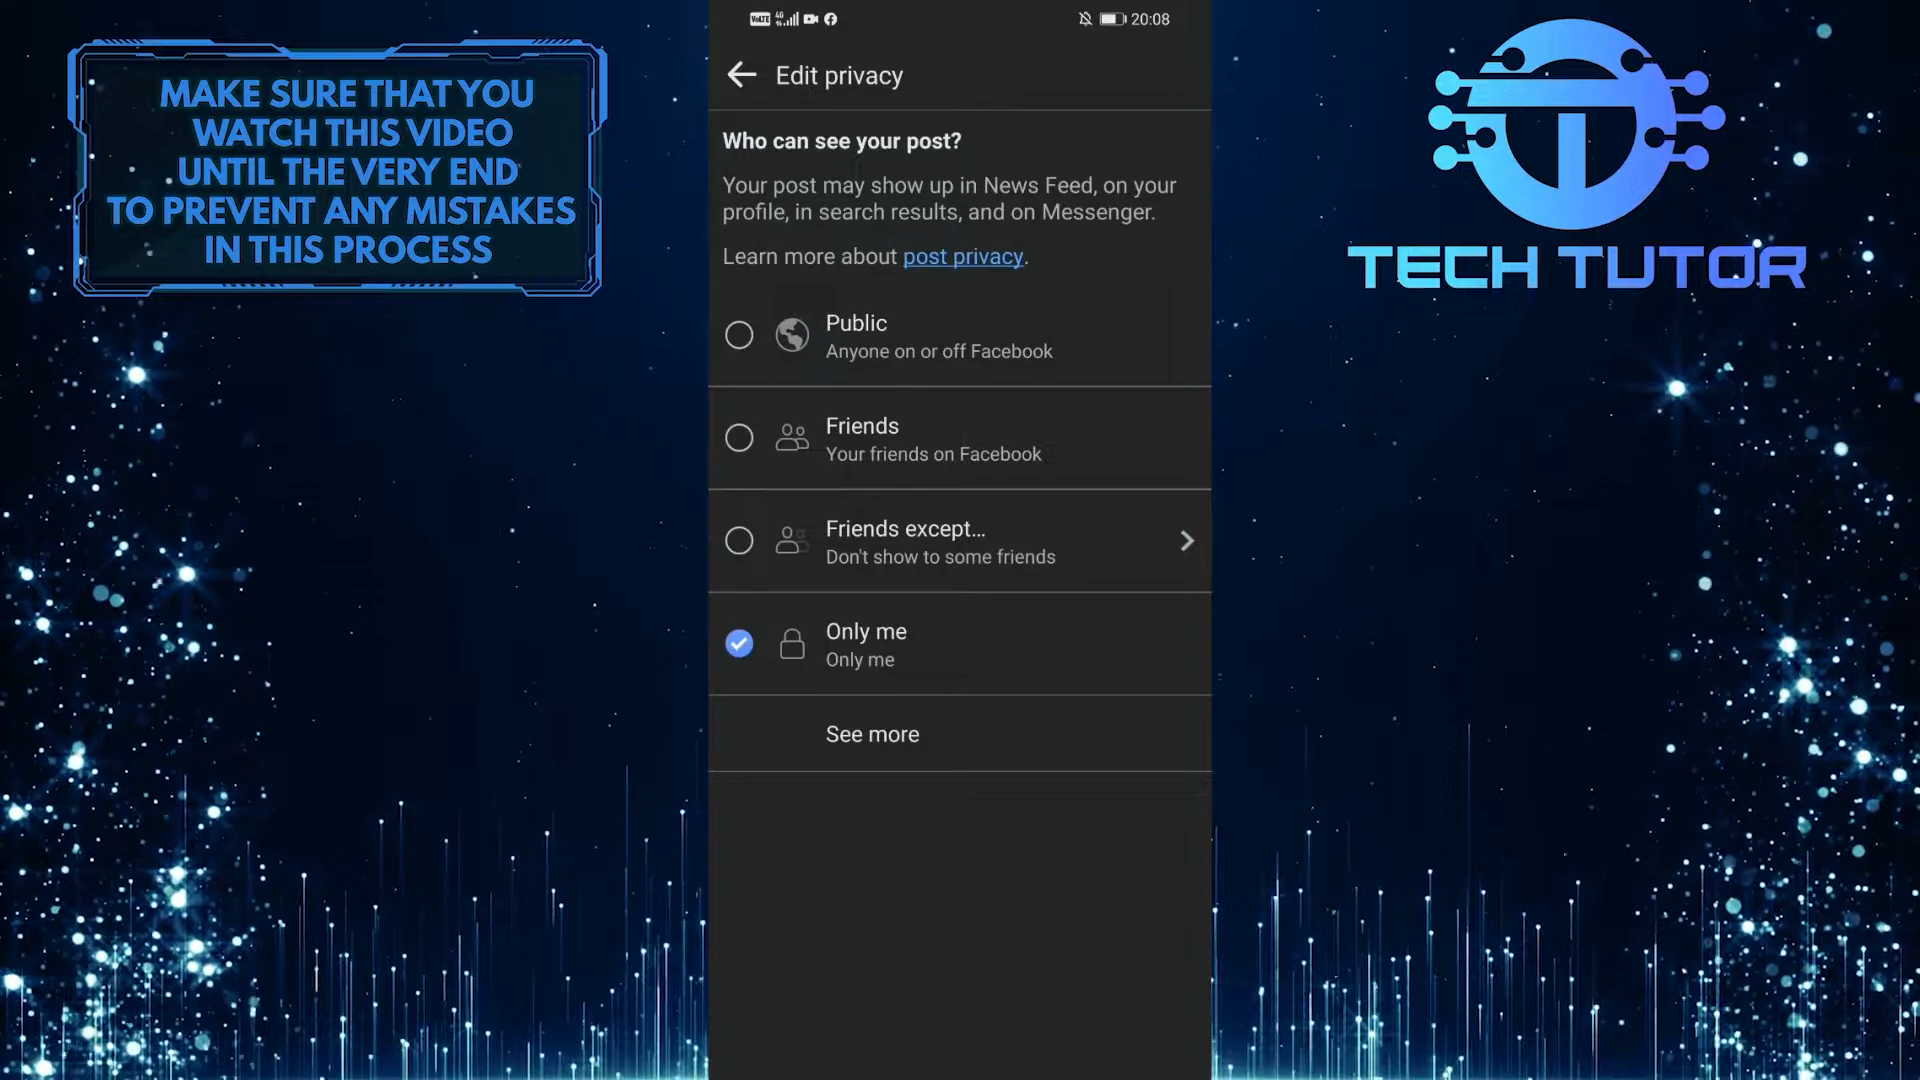 MAKE SURE THAT YOU
WATCH THIS VIDEO
UNTIL THE VERY END
TO PREVENT ANY MISTAKES
IN THIS PROCESS
VoLTE 4G 20:08
Edit privacy
Who can see your post?
Your post may show up in News Feed, on your
profile, in search results, and on Messenger.
Learn more about post privacy.
Public
Anyone on or off Facebook
Friends
Your friends on Facebook
Friends except...
Don't show to some friends
Only me
Only me
See more
TECH TUTOR